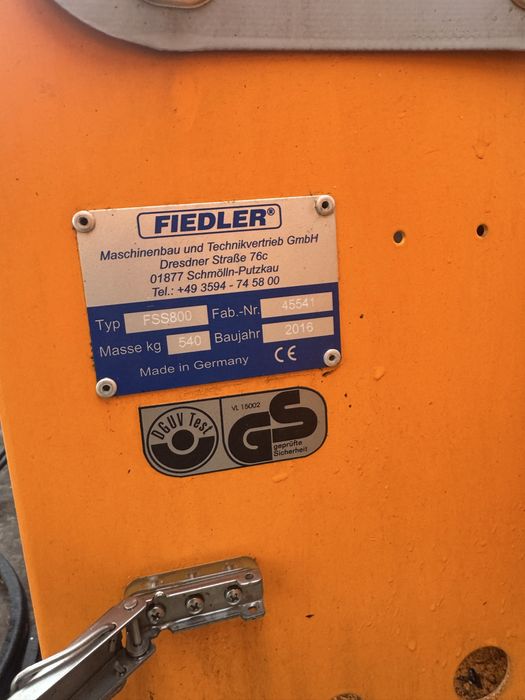 FIEDLER®
Maschinenbau und Technikvertrieb GmbH
Dresdner Straße 76c
01877 Schmölln-Putzkau
Tel.: +49 3594 - 74 58 00
Typ FSS800 Fab.-Nr. 45541
Masse kg 540 Baujahr 2016
Made in Germany CE
DGUV Test
VL 15002
GS
geprüfte
Sicherheit